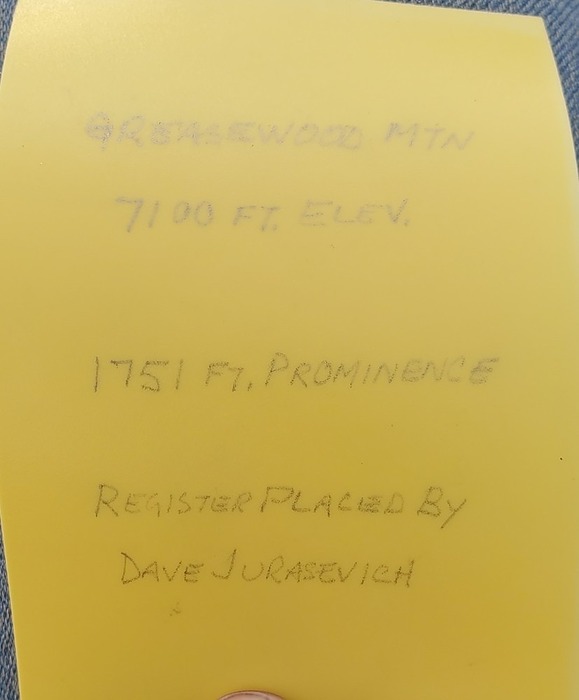 GREASEWOOD MTN
7100 FT. ELEV.
1751 FT. PROMINENCE
REGISTER PLACED BY
DAVE JURASEVICH